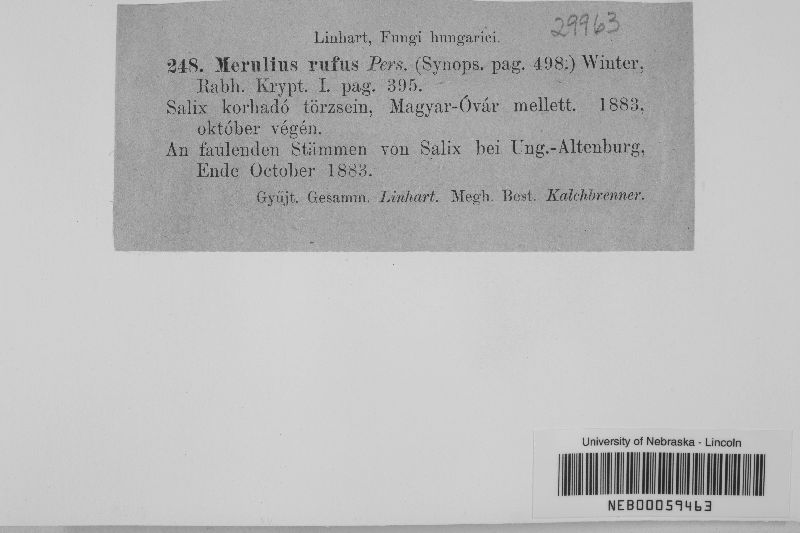 29963
Linhart, Fungi hungarici.
248. Merulius rufus Pers. (Synops. pag. 498.) Winter,
Rabh. Krypt. I. pag. 395.
Salix korhadó törzsein, Magyar-Óvár mellett. 1883.
október végén.
An faulenden Stämmen von Salix bei Ung.-Altenburg,
Ende October 1883.
Gyűjt. Gesamm. Linhart. Megh. Best. Kalchbrenner.
University of Nebraska - Lincoln
NEB00059463